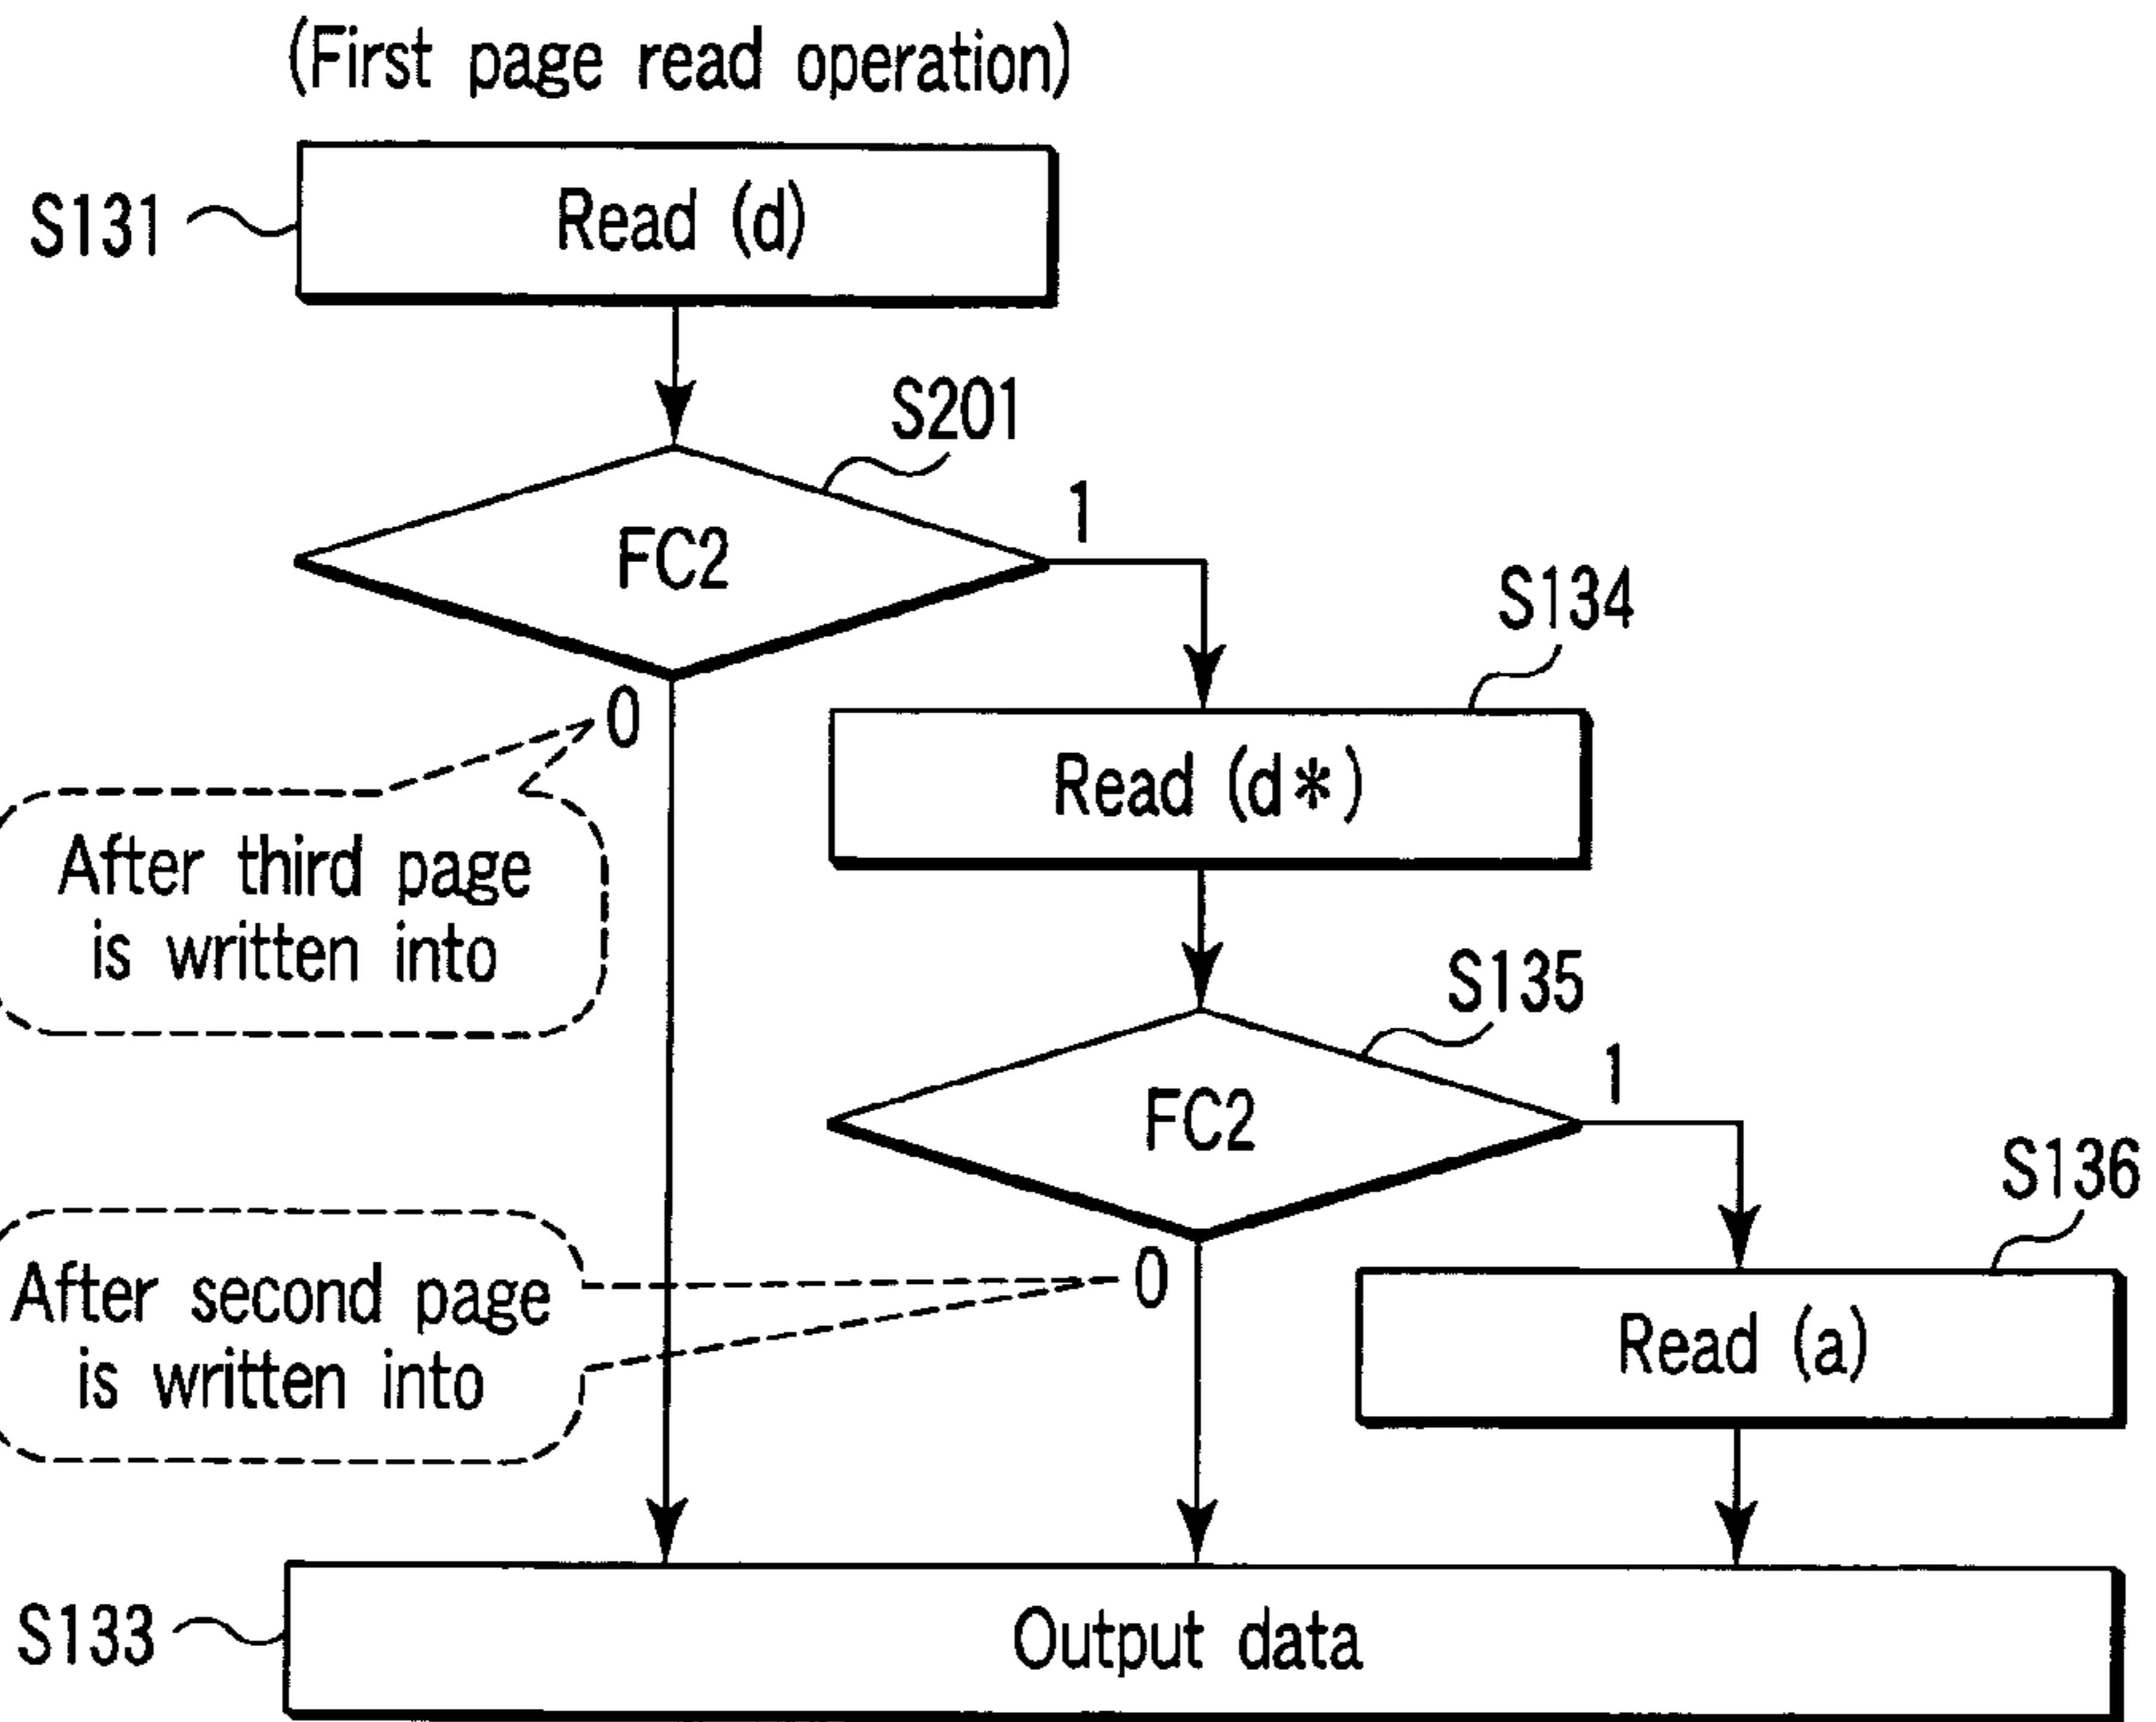 (First page read operation)
S131
Read (d)
S201
FC2
1
0
S134
Read (d*)
After third page
is written into
S135
FC2
1
0
S136
Read (a)
After second page
is written into
S133
Output data